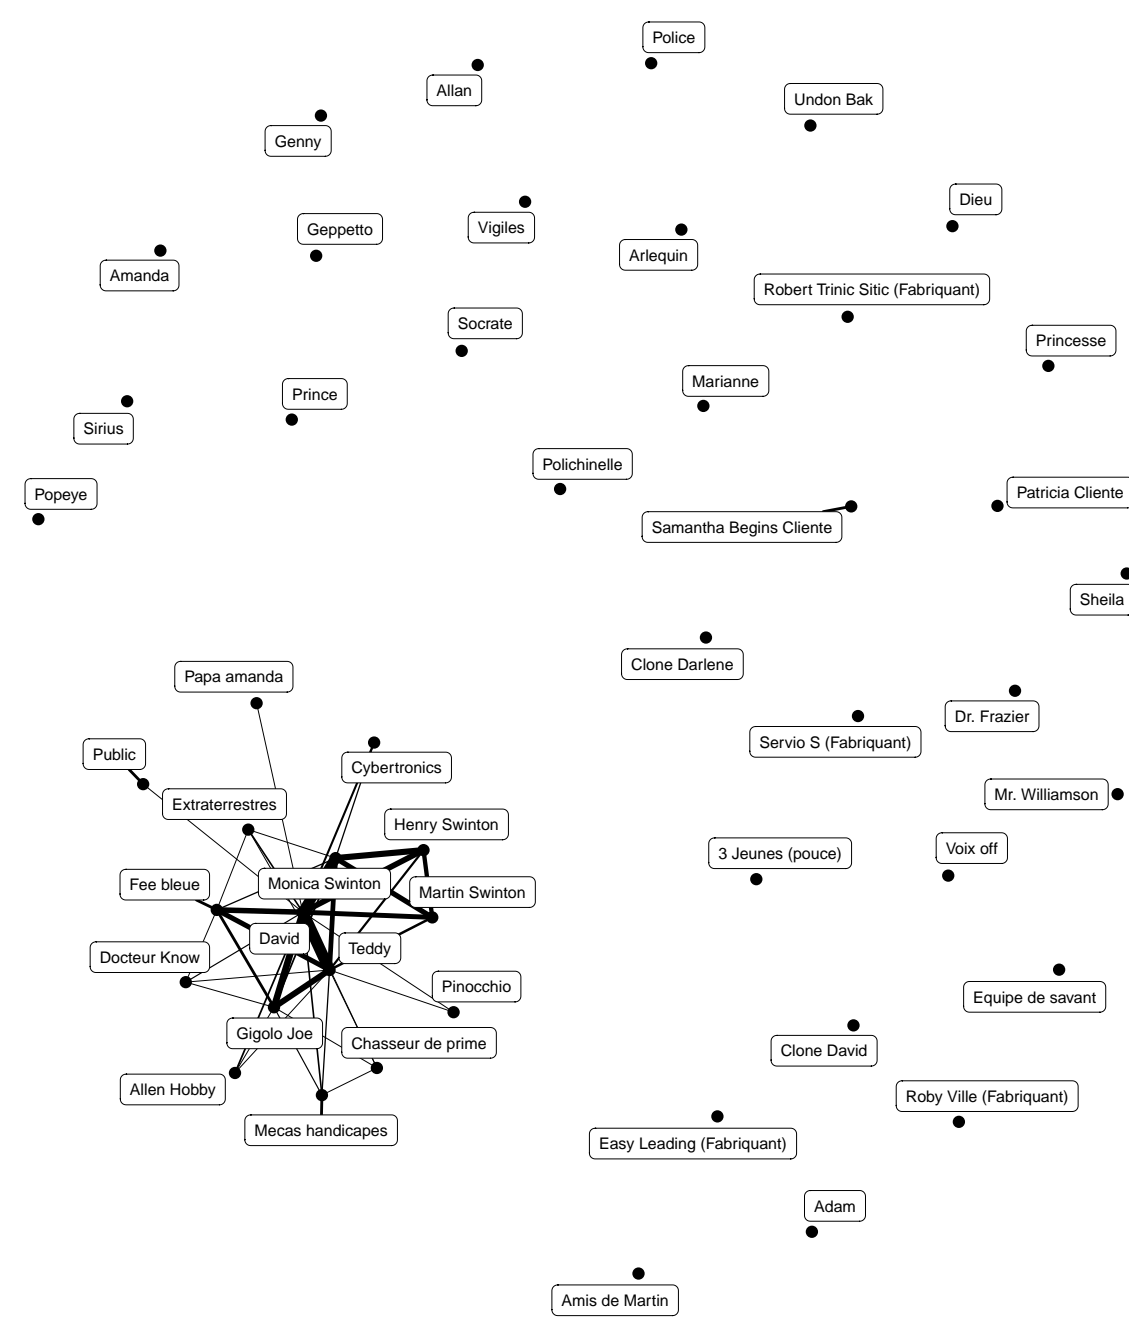 Police
Allan
Undon Bak
Genny
Dieu
Geppetto
Vigiles
Arlequin
Amanda
Robert Trinic Sitic (Fabriquant)
Socrate
Princesse
Marianne
Prince
Sirius
Polichinelle
Popeye
Patricia Cliente
Samantha Begins Cliente
Sheila
Clone Darlene
Papa amanda
Dr. Frazier
Servio S (Fabriquant)
Public
Cybertronics
Mr. Williamson
Extraterrestres
Henry Swinton
Voix off
3 Jeunes (pouce)
Fee bleue
Monica Swinton
Martin Swinton
David
Teddy
Docteur Know
Pinocchio
Equipe de savant
Gigolo Joe
Chasseur de prime
Clone David
Allen Hobby
Roby Ville (Fabriquant)
Mecas handicapes
Easy Leading (Fabriquant)
Adam
Amis de Martin